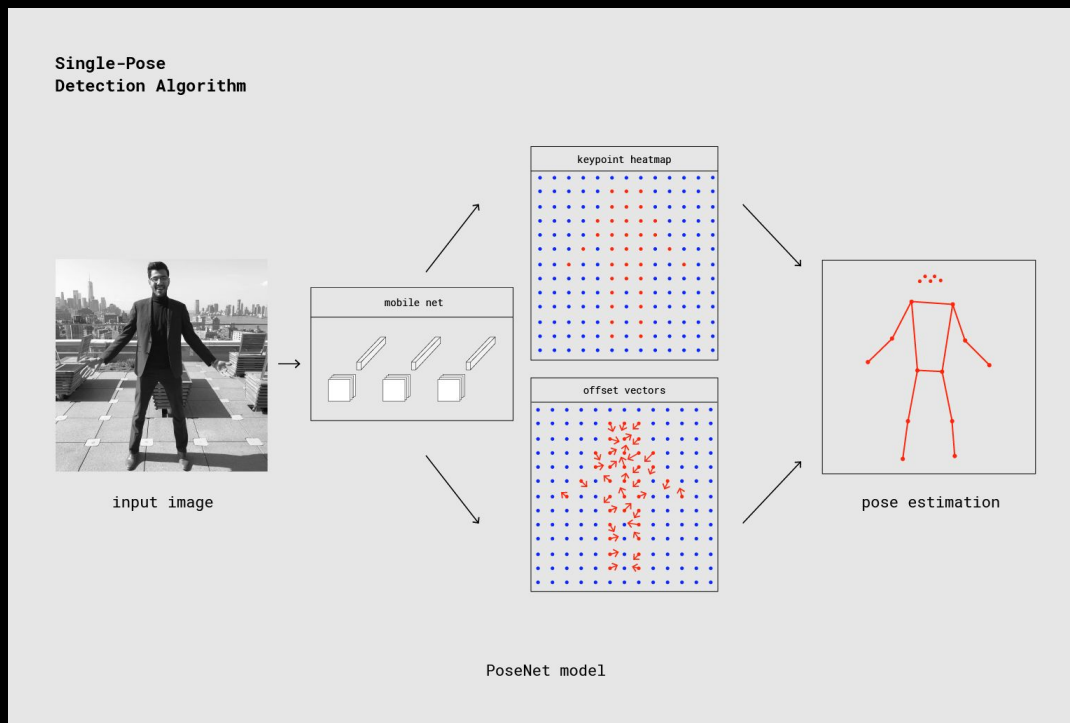 Single-Pose
Detection Algorithm
keypoint heatmap
mobile net
offset vectors
input image
pose estimation
PoseNet model